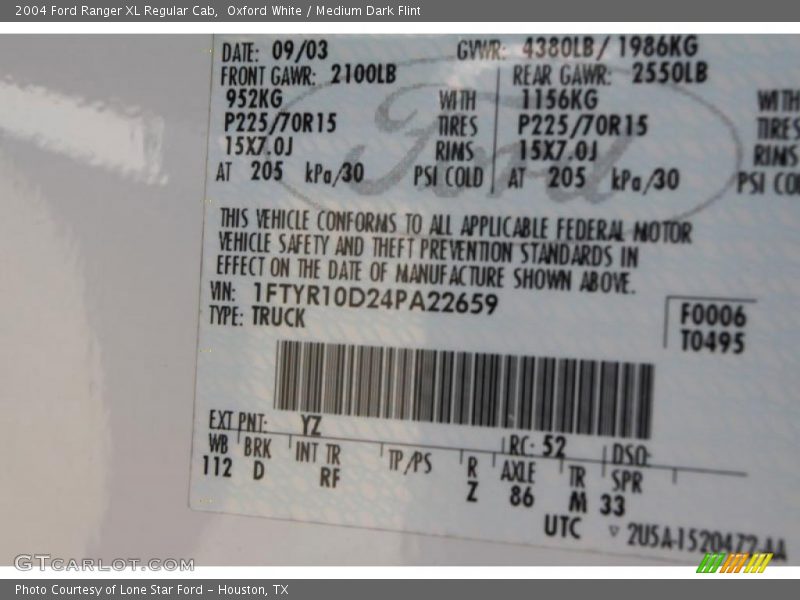 2004 Ford Ranger XL Regular Cab, Oxford White / Medium Dark Flint
DATE: 09/03 GVWR: 4380LB/ 1986KG
FRONT GAWR: 2100LB REAR GAWR: 2550LB
952KG WITH 1156KG WITH
P225/70R15 TIRES P225/70R15 TIRES
15X7.0J RIMS 15X7.0J RIMS
AT 205 kPa/30 PSI COLD AT 205 kPa/30 PSI COL
Ford
THIS VEHICLE CONFORMS TO ALL APPLICABLE FEDERAL MOTOR
VEHICLE SAFETY AND THEFT PREVENTION STANDARDS IN
EFFECT ON THE DATE OF MANUFACTURE SHOWN ABOVE.
VIN: 1FTYR10D24PA22659
TYPE: TRUCK
F0006
T0495
EXT PNT: YZ RC: 52 DSO:
WB BRK INT TR TP/PS R AXLE TR SPR
112 D RF Z 86 M 33
UTC 2U5A-1520472-AA
GTCARLOT.COM
Photo Courtesy of Lone Star Ford - Houston, TX